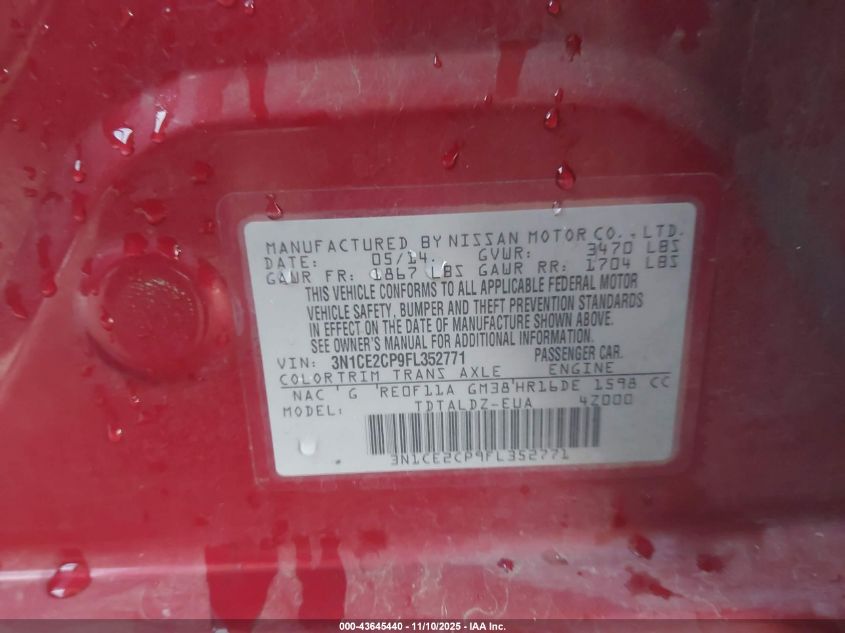 MANUFACTURED BY NISSAN MOTOR CO., LTD.
DATE: 05/14. GVWR: 3470 LBS
GAWR FR: 1867 LBS GAWR RR: 1704 LBS
THIS VEHICLE CONFORMS TO ALL APPLICABLE FEDERAL MOTOR
VEHICLE SAFETY, BUMPER AND THEFT PREVENTION STANDARDS
IN EFFECT ON THE DATE OF MANUFACTURE SHOWN ABOVE.
SEE OWNER'S MANUAL FOR ADDITIONAL INFORMATION.
VIN: 3N1CE2CP9FL352771 PASSENGER CAR.
COLORTRIM TRANS AXLE ENGINE
NAC 'G 'RE0F11A GM38'HR16DE 1598 CC
MODEL: TDTALDZ-EUA 4Z000
3N1CE2CP9FL352771
000-43645440 - 11/10/2025 - IAA Inc.